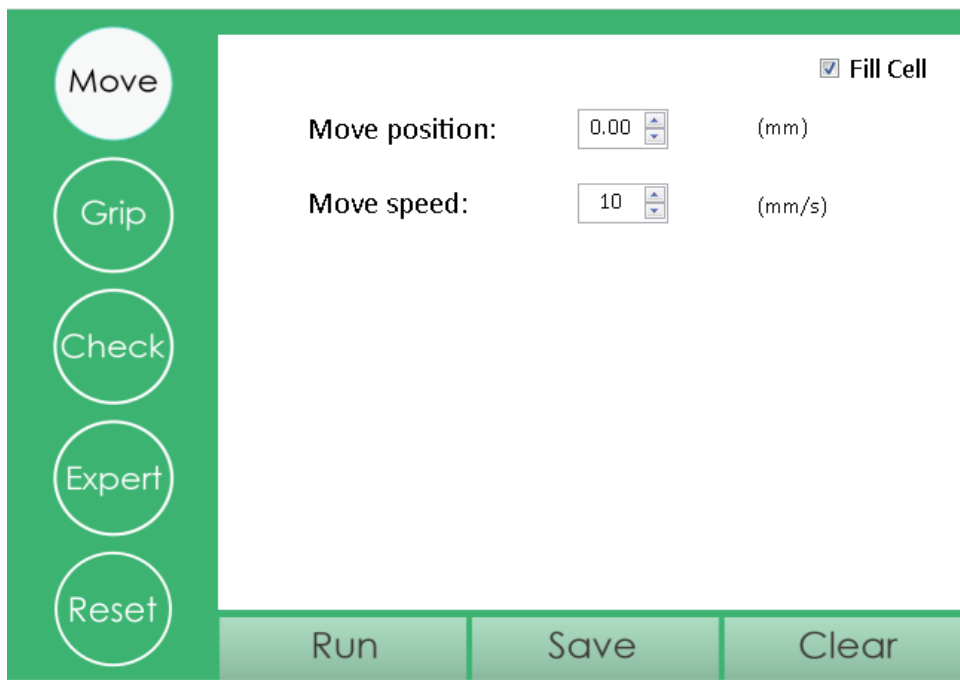 Move
Grip
Check
Expert
Reset
Fill Cell
Move position: 0.00 (mm)
Move speed: 10 (mm/s)
Run Save Clear